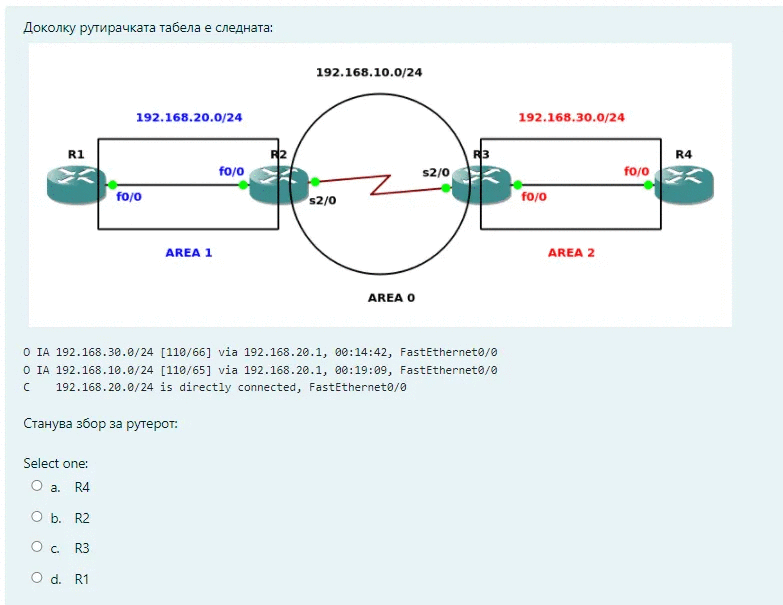 Доколку рутирачката табела е следната:
192.168.10.0/24
192.168.20.0/24
192.168.30.0/24
R1
R2
R3
R4
f0/0
s2/0
f0/0
f0/0
s2/0
f0/0
AREA 1
AREA 2
AREA 0
O IA 192.168.30.0/24 [110/66] via 192.168.20.1, 00:14:42, FastEthernet0/0
O IA 192.168.10.0/24 [110/65] via 192.168.20.1, 00:19:09, FastEthernet0/0
C    192.168.20.0/24 is directly connected, FastEthernet0/0
Станува збор за рутерот:
Select one:
a. R4
b. R2
c. R3
d. R1